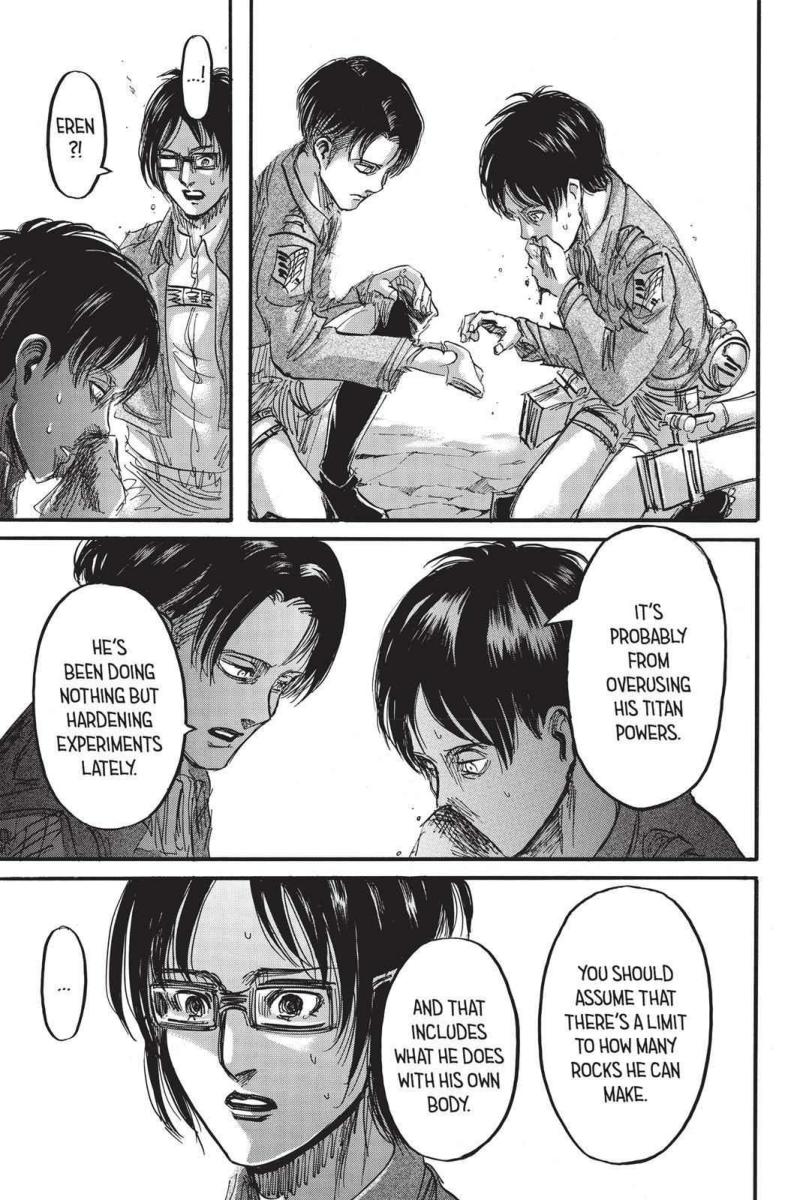 ...!
EREN
?!
IT'S
PROBABLY
FROM
OVERUSING
HIS TITAN
POWERS.
HE'S
BEEN DOING
NOTHING BUT
HARDENING
EXPERIMENTS
LATELY.
YOU SHOULD
ASSUME THAT
THERE'S A LIMIT
TO HOW MANY
ROCKS HE CAN
MAKE.
AND THAT
INCLUDES
WHAT HE DOES
WITH HIS OWN
BODY.
...